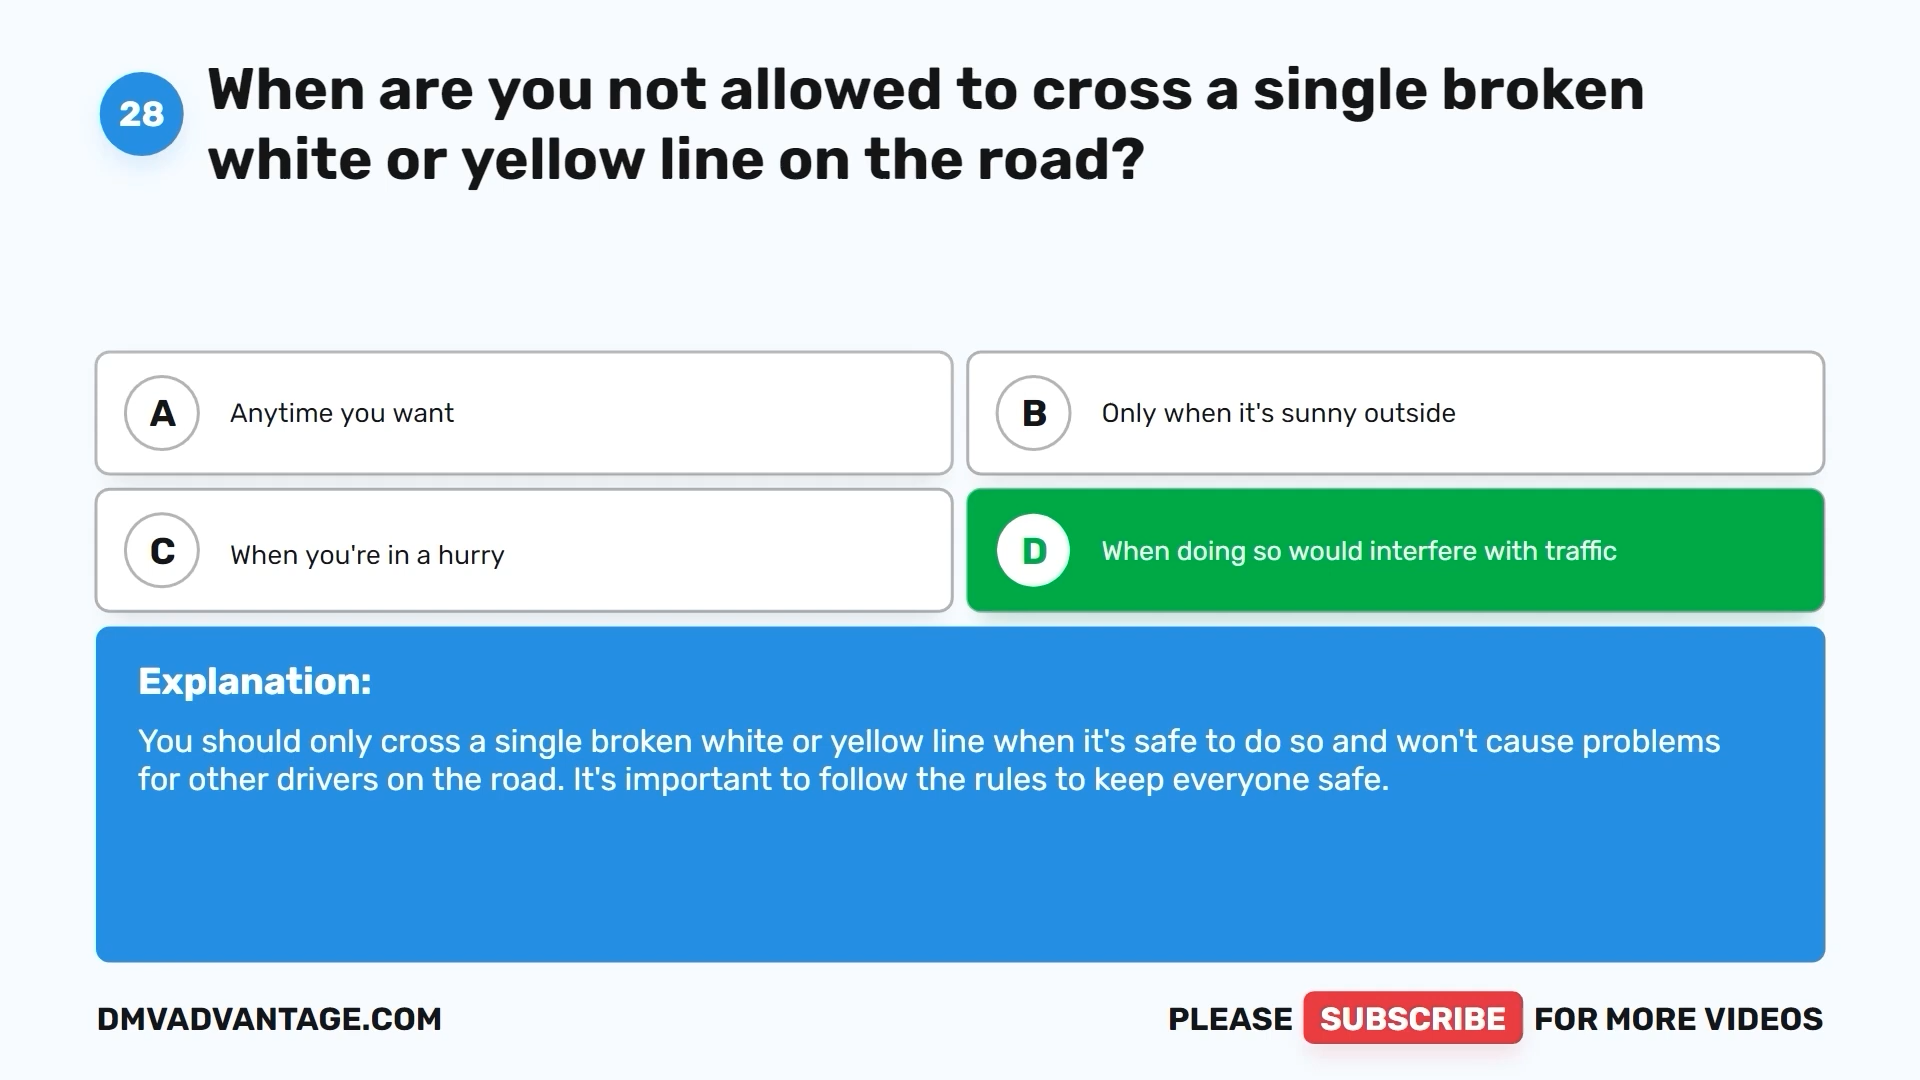 28
When are you not allowed to cross a single broken
white or yellow line on the road?
A Anytime you want
B Only when it's sunny outside
C When you're in a hurry
D When doing so would interfere with traffic
Explanation:
You should only cross a single broken white or yellow line when it's safe to do so and won't cause problems
for other drivers on the road. It's important to follow the rules to keep everyone safe.
DMVADVANTAGE.COM
PLEASE SUBSCRIBE FOR MORE VIDEOS